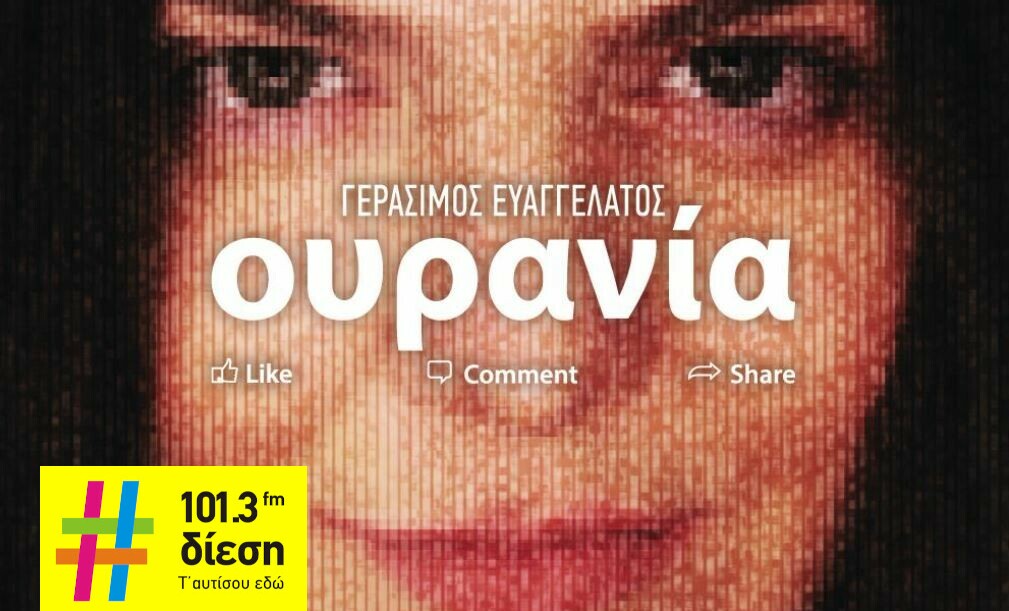 ΓΕΡΑΣΙΜΟΣ ΕΥΑΓΓΕΛΑΤΟΣ
ουρανία
Like Comment Share
101.3 fm
δίεση
Τ΄αυτίσου εδώ